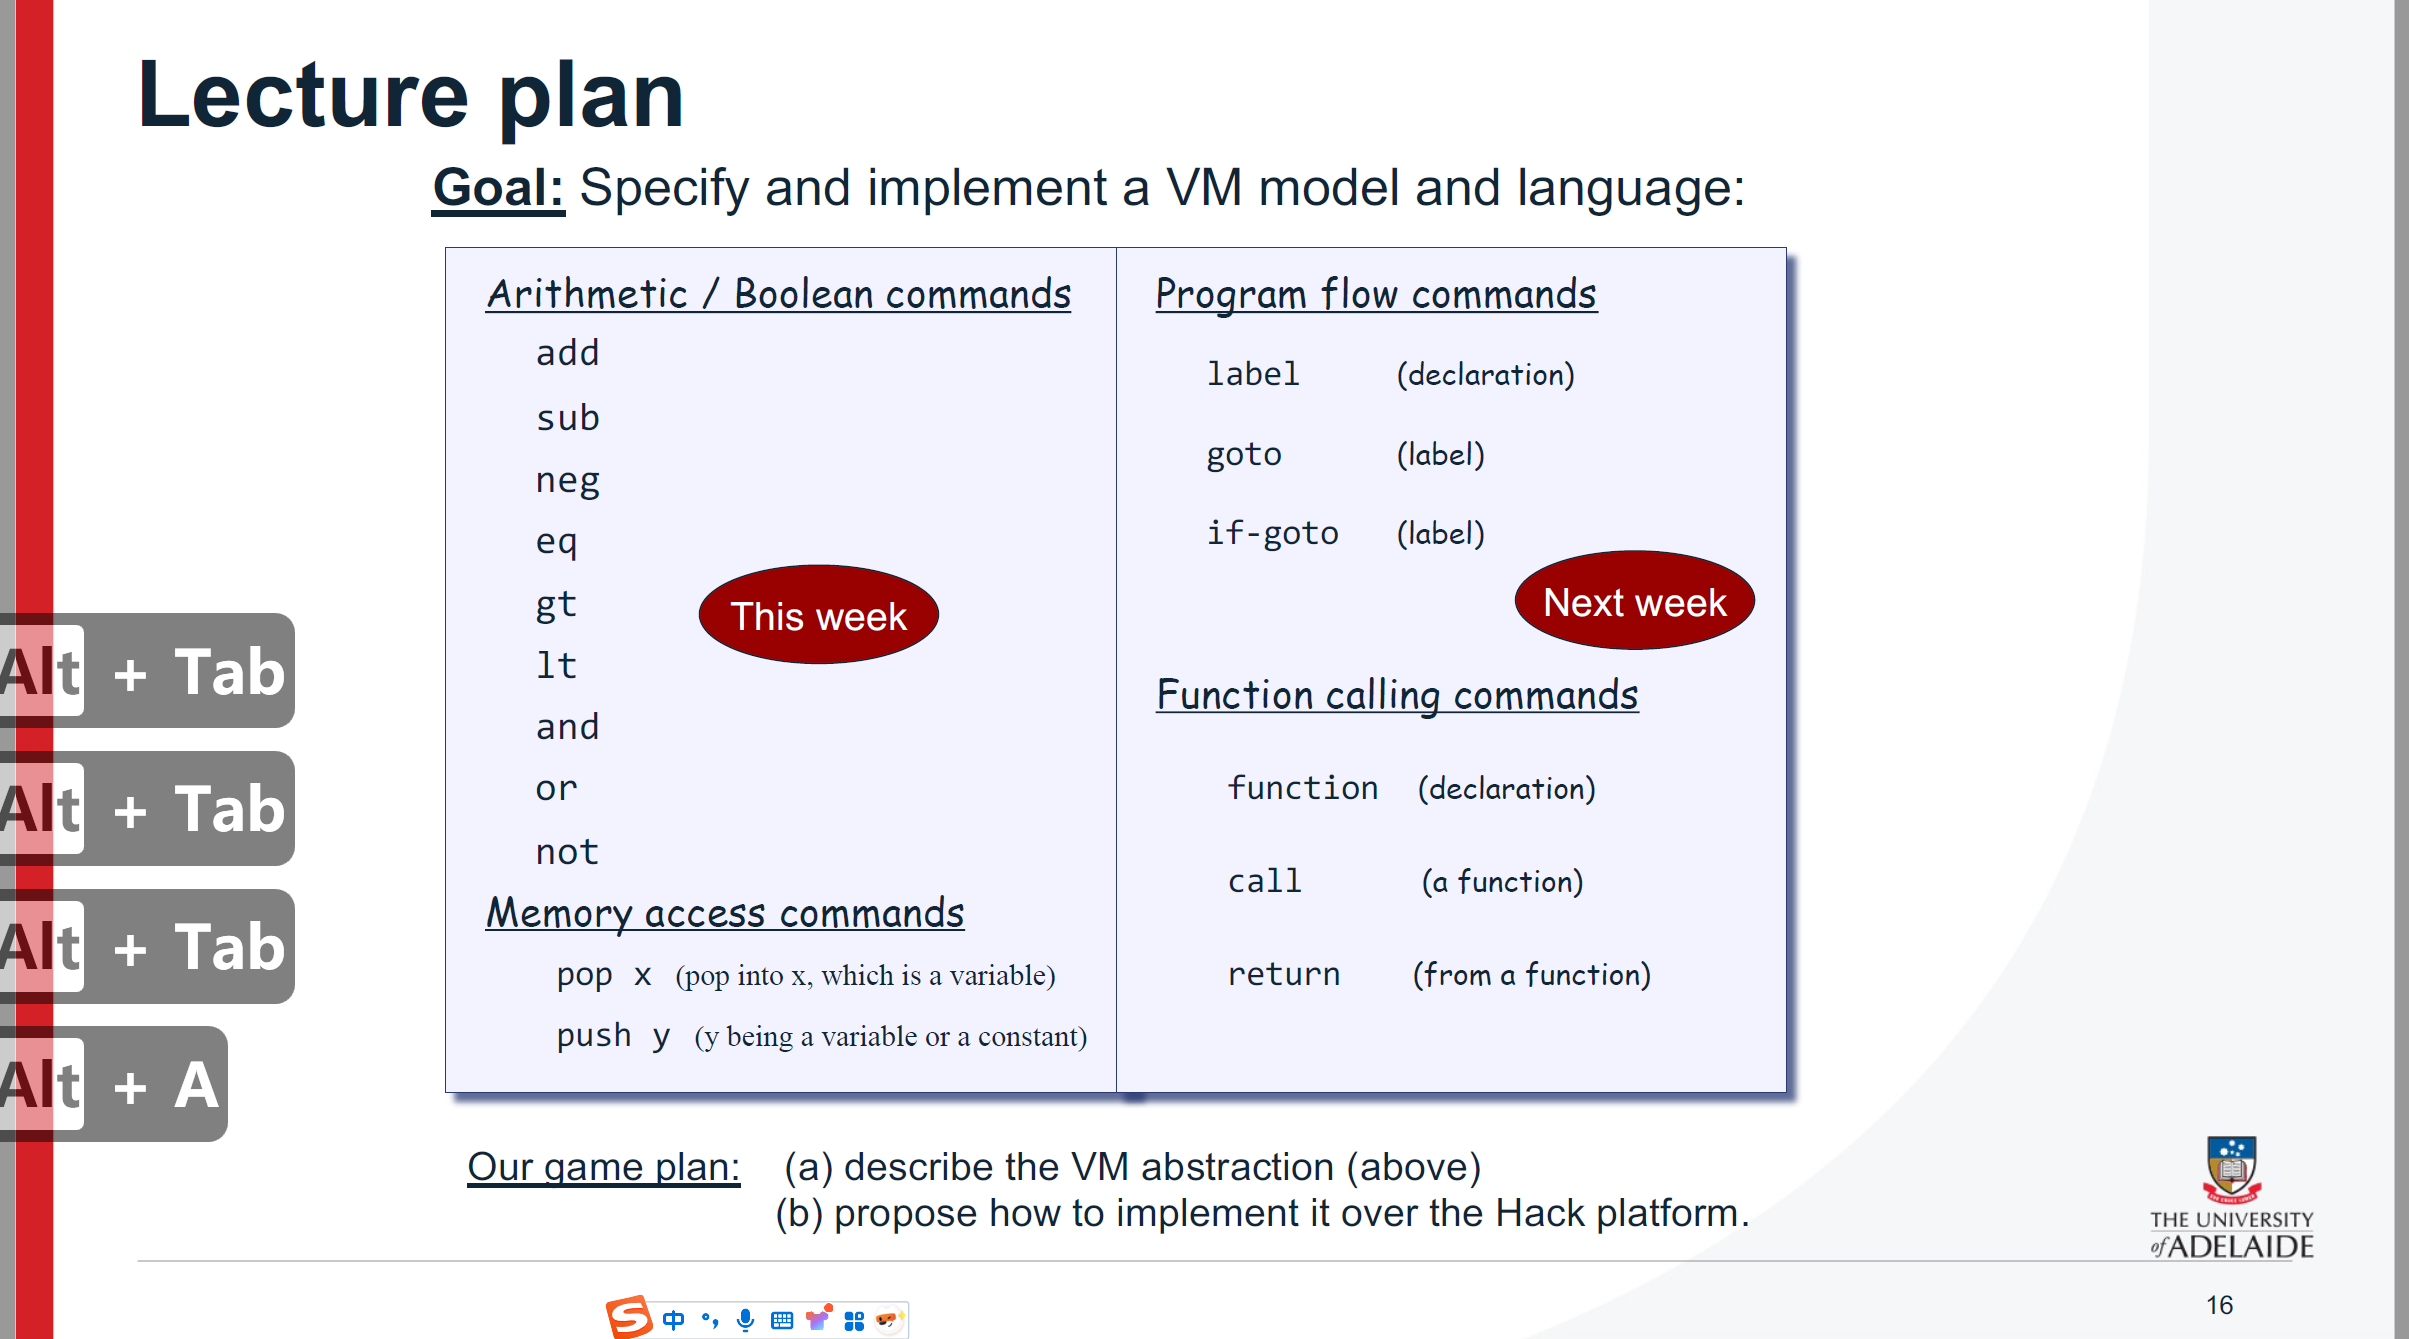 Lecture plan
Goal: Specify and implement a VM model and language:
Arithmetic / Boolean commands
add
sub
neg
eq
gt
lt
and
or
not
This week
Memory access commands
pop x (pop into x, which is a variable)
push y (y being a variable or a constant)
Program flow commands
label (declaration)
goto (label)
if-goto (label)
Next week
Function calling commands
function (declaration)
call (a function)
return (from a function)
Alt + Tab
Alt + Tab
Alt + Tab
Alt + A
Our game plan: (a) describe the VM abstraction (above)
(b) propose how to implement it over the Hack platform.
THE UNIVERSITY
of ADELAIDE
16
S 中